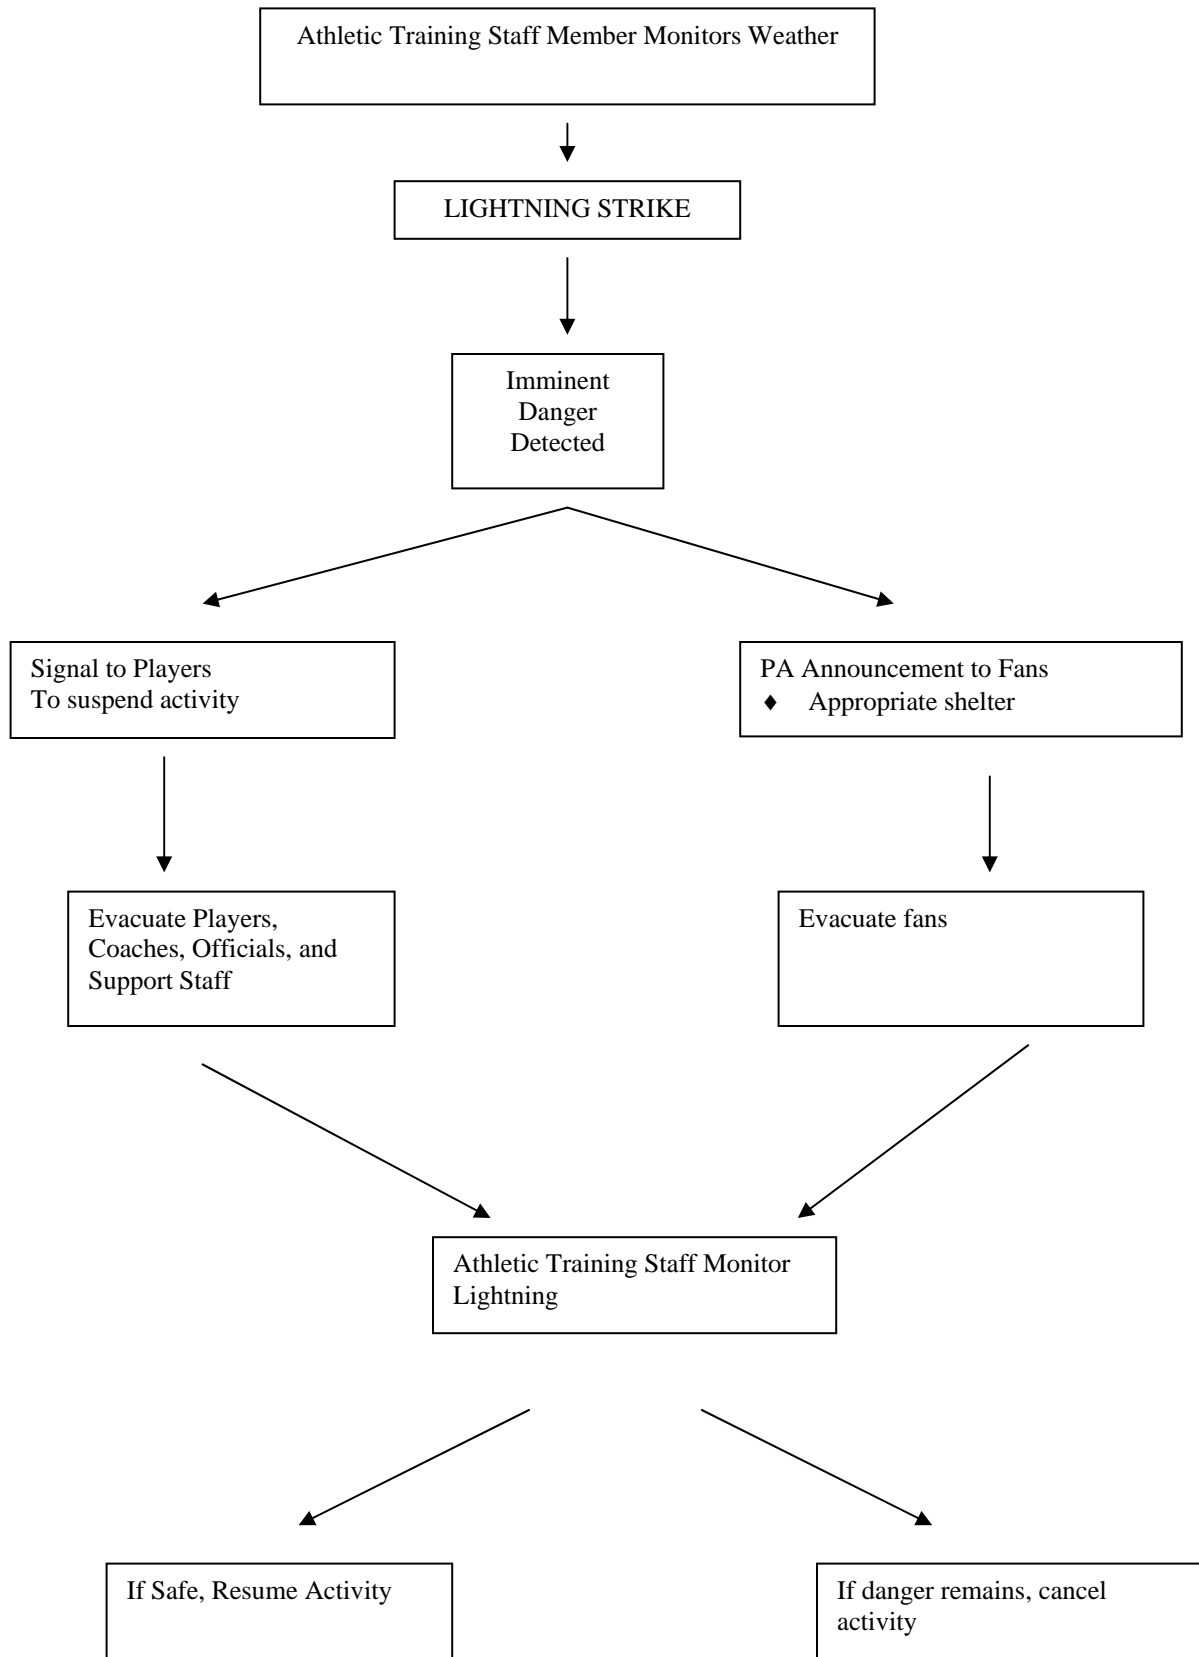 Athletic Training Staff Member Monitors Weather
LIGHTNING STRIKE
Imminent
Danger
Detected
Signal to Players
To suspend activity
PA Announcement to Fans
♦ Appropriate shelter
Evacuate Players,
Coaches, Officials, and
Support Staff
Evacuate fans
Athletic Training Staff Monitor
Lightning
If Safe, Resume Activity
If danger remains, cancel
activity